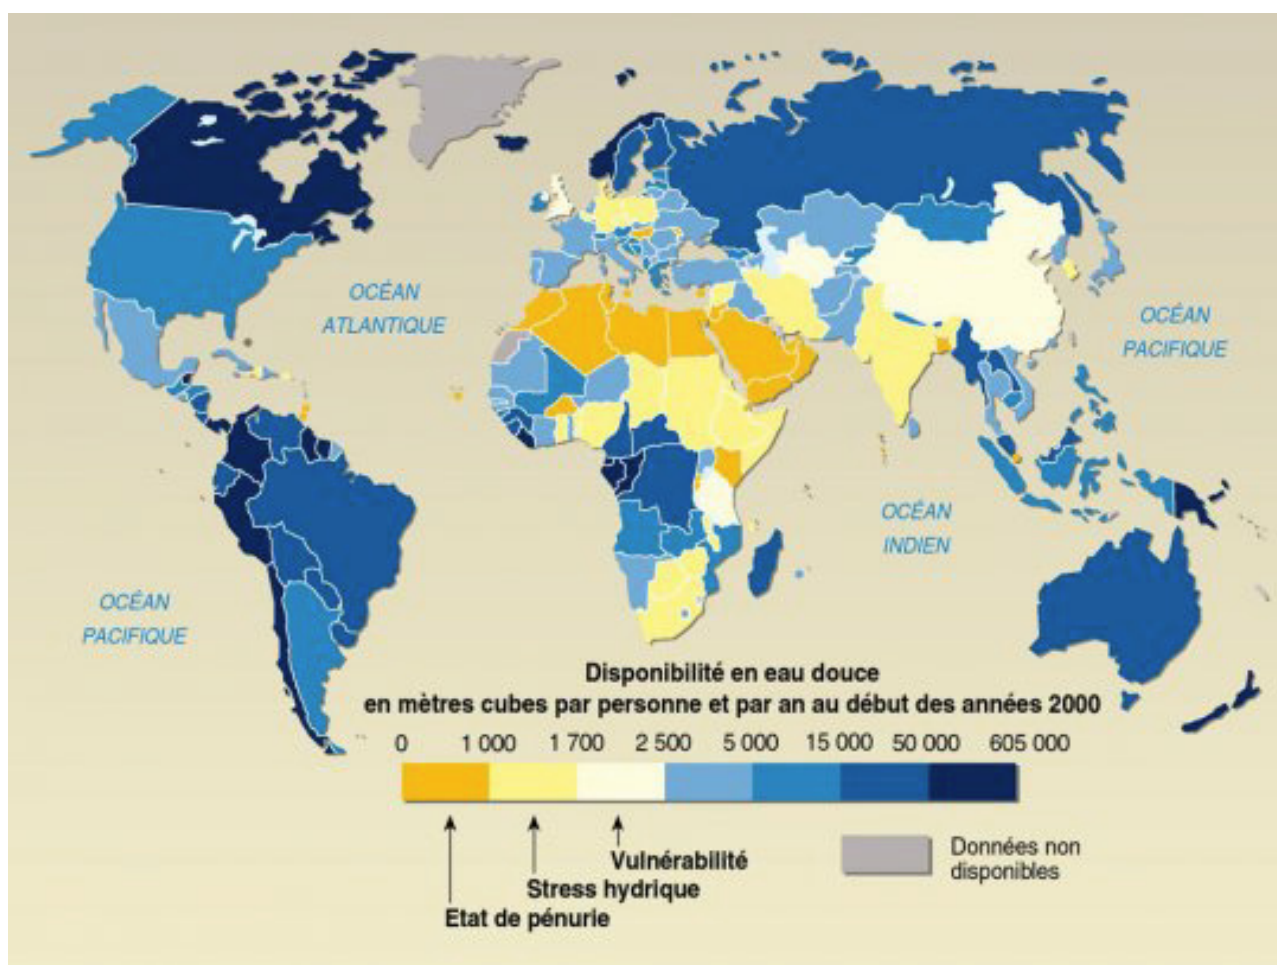 OCÉAN
ATLANTIQUE
OCÉAN
PACIFIQUE
OCÉAN
INDIEN
OCÉAN
PACIFIQUE
Disponibilité en eau douce
en mètres cubes par personne et par an au début des années 2000
0 1 000 1 700 2 500 5 000 15 000 50 000 605 000
Vulnérabilité
Stress hydrique
Etat de pénurie
Données non
disponibles